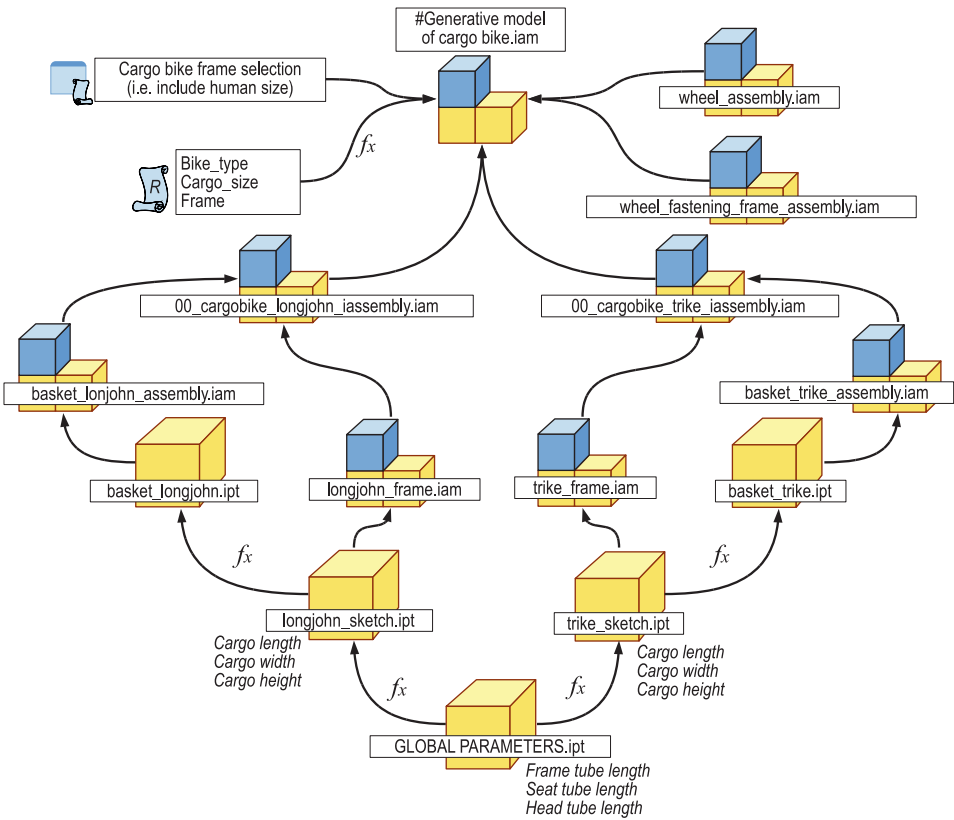 #Generative model
of cargo bike.iam
Cargo bike frame selection
(i.e. include human size)
wheel_assembly.iam
fx
R
Bike_type
Cargo_size
Frame
wheel_fastening_frame_assembly.iam
00_cargobike_longjohn_iassembly.iam
00_cargobike_trike_iassembly.iam
basket_lonjohn_assembly.iam
basket_trike_assembly.iam
basket_longjohn.ipt
longjohn_frame.iam
trike_frame.iam
basket_trike.ipt
fx
fx
longjohn_sketch.ipt
trike_sketch.ipt
Cargo length
Cargo width
Cargo height
Cargo length
Cargo width
Cargo height
fx
fx
GLOBAL PARAMETERS.ipt
Frame tube length
Seat tube length
Head tube length